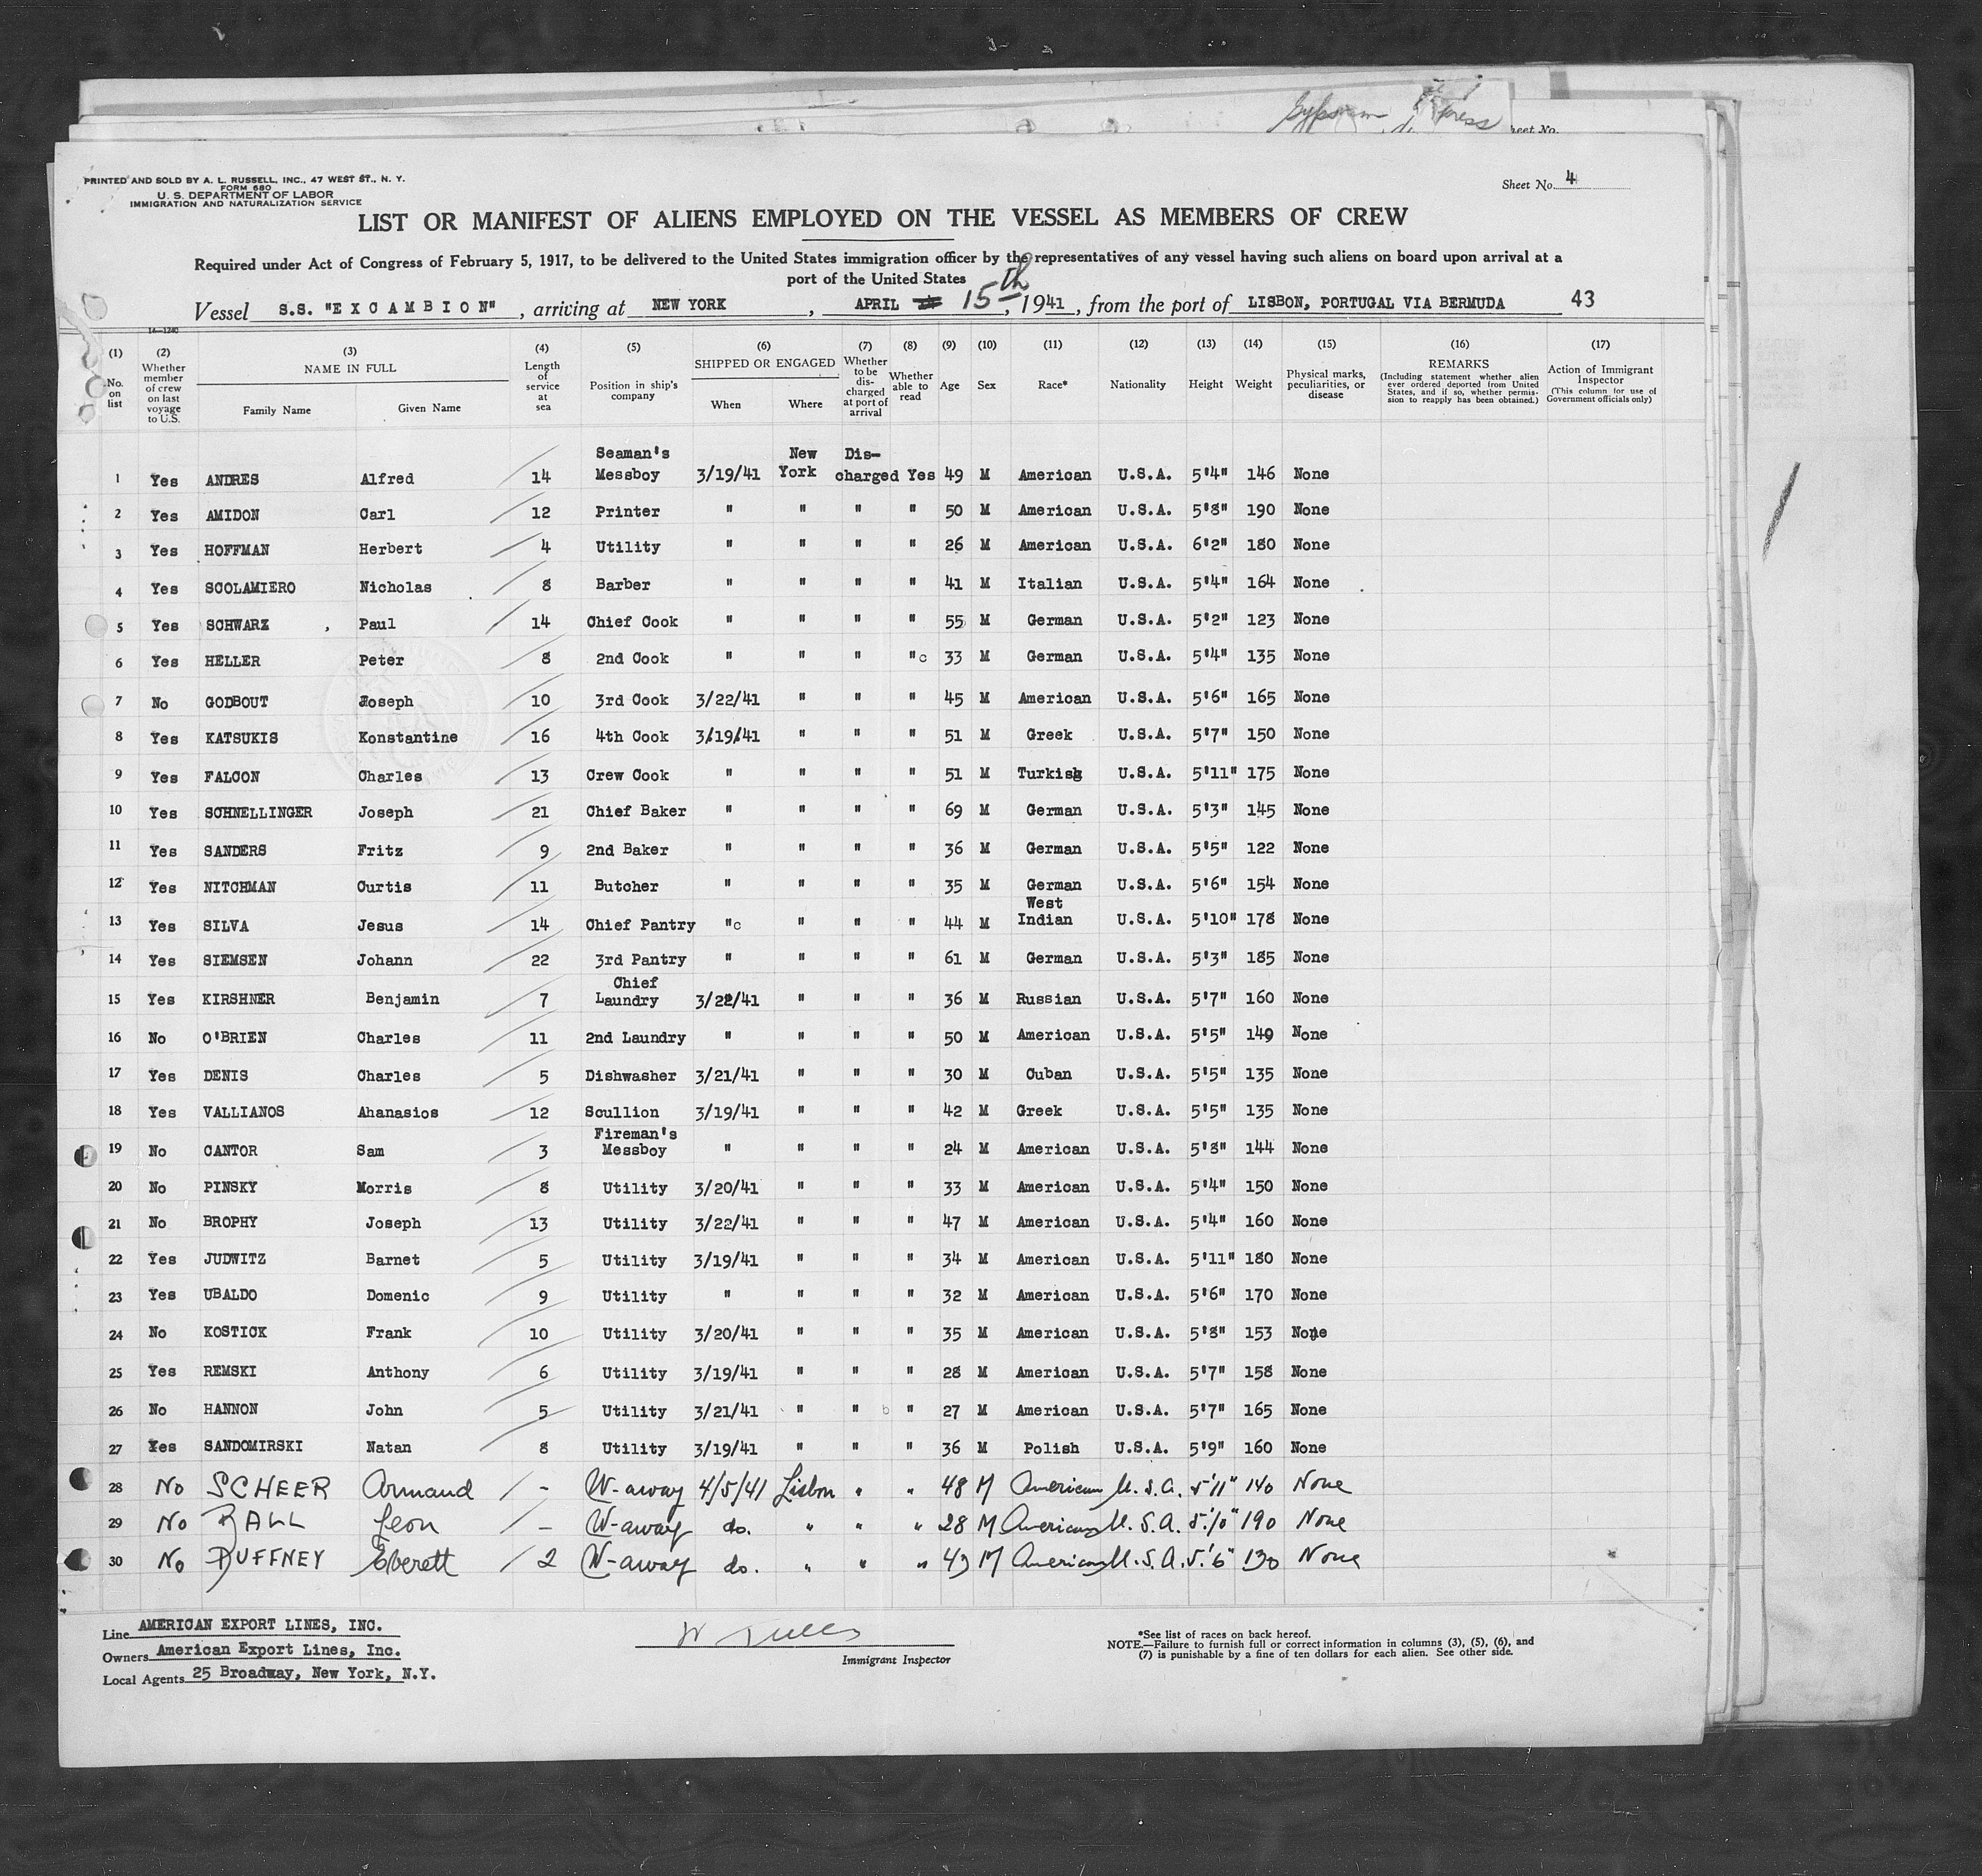 Gypsum
heet No.
PRINTED AND SOLD BY A. L. RUSSELL, INC., 47 WEST ST., N. Y.
FORM 680
U. S. DEPARTMENT OF LABOR
IMMIGRATION AND NATURALIZATION SERVICE
Sheet No. 4
LIST OR MANIFEST OF ALIENS EMPLOYED ON THE VESSEL AS MEMBERS OF CREW
Required under Act of Congress of February 5, 1917, to be delivered to the United States immigration officer by the representatives of any vessel having such aliens on board upon arrival at a
port of the United States
Vessel S.S. "EXCAMBION", arriving at NEW YORK, APRIL 15th, 1941, from the port of LISBON, PORTUGAL VIA BERMUDA 43
14—1240
(1) No. on list (2) Whether member of crew on last voyage to U.S. (3) NAME IN FULL Family Name Given Name (4) Length of service at sea (5) Position in ship's company (6) SHIPPED OR ENGAGED When Where (7) Whether to be discharged at port of arrival (8) Whether able to read (9) Age (10) Sex (11) Race* (12) Nationality (13) Height (14) Weight (15) Physical marks, peculiarities, or disease (16) REMARKS (Including statement whether alien ever ordered deported from United States, and if so, whether permission to reapply has been obtained.) (17) Action of Immigrant Inspector (This column for use of Government officials only)
1 Yes ANDRES Alfred 14 Seaman's Messboy 3/19/41 New York Dis-charged Yes 49 M American U.S.A. 5'4" 146 None
2 Yes AMIDON Carl 12 Printer " " " " 50 M American U.S.A. 5'8" 190 None
3 Yes HOFFMAN Herbert 4 Utility " " " " 26 M American U.S.A. 6'2" 180 None
4 Yes SCOLAMIERO Nicholas 8 Barber " " " " 41 M Italian U.S.A. 5'4" 164 None
5 Yes SCHWARZ , Paul 14 Chief Cook " " " " 55 M German U.S.A. 5'2" 123 None
6 Yes HELLER Peter 8 2nd Cook " " " "c 33 M German U.S.A. 5'4" 135 None
7 No GODBOUT Joseph 10 3rd Cook 3/22/41 " " " 45 M American U.S.A. 5'6" 165 None
8 Yes KATSUKIS Konstantine 16 4th Cook 3/19/41 " " " 51 M Greek U.S.A. 5'7" 150 None
9 Yes FALCON Charles 13 Crew Cook " " " " 51 M Turkish U.S.A. 5'11" 175 None
10 Yes SCHNELLINGER Joseph 21 Chief Baker " " " " 69 M German U.S.A. 5'3" 145 None
11 Yes SANDERS Fritz 9 2nd Baker " " " " 36 M German U.S.A. 5'5" 122 None
12 Yes NITCHMAN Curtis 11 Butcher " " " " 35 M German U.S.A. 5'6" 154 None
13 Yes SILVA Jesus 14 Chief Pantry "c " " " 44 M West Indian U.S.A. 5'10" 178 None
14 Yes SIEMSEN Johann 22 3rd Pantry " " " " 61 M German U.S.A. 5'3" 185 None
15 Yes KIRSHNER Benjamin 7 Chief Laundry 3/22/41 " " " 36 M Russian U.S.A. 5'7" 160 None
16 No O'BRIEN Charles 11 2nd Laundry " " " " 50 M American U.S.A. 5'5" 149 None
17 Yes DENIS Charles 5 Dishwasher 3/21/41 " " " 30 M Cuban U.S.A. 5'5" 135 None
18 Yes VALLIANOS Ahanasios 12 Scullion 3/19/41 " " " 42 M Greek U.S.A. 5'5" 135 None
19 No CANTOR Sam 3 Fireman's Messboy " " " " 24 M American U.S.A. 5'8" 144 None
20 No PINSKY Morris 8 Utility 3/20/41 " " " 33 M American U.S.A. 5'4" 150 None
21 No BROPHY Joseph 13 Utility 3/22/41 " " " 47 M American U.S.A. 5'4" 160 None
22 Yes JUDWITZ Barnet 5 Utility 3/19/41 " " " 34 M American U.S.A. 5'11" 180 None
23 Yes UBALDO Domenic 9 Utility " " " " 32 M American U.S.A. 5'6" 170 None
24 No KOSTICK Frank 10 Utility 3/20/41 " " " 35 M American U.S.A. 5'8" 153 None
25 Yes REMSKI Anthony 6 Utility 3/19/41 " " " 28 M American U.S.A. 5'7" 158 None
26 No HANNON John 5 Utility 3/21/41 " " b " 27 M American U.S.A. 5'7" 165 None
27 Yes SANDOMIRSKI Natan 8 Utility 3/19/41 " " " 36 M Polish U.S.A. 5'9" 160 None
28 No SCHEER Armand - W-away 4/5/41 Lisbon " " 48 M American U.S.A. 5'11" 140 None
29 No BALL Leon - W-away do. " " " 28 M American U.S.A. 5'10" 190 None
30 No DUFFNEY Everett 2 W-away do. " " " 43 M American U.S.A. 5'6" 130 None
Line AMERICAN EXPORT LINES, INC.
Owners American Export Lines, Inc.
Local Agents 25 Broadway, New York, N.Y.
Immigrant Inspector
*See list of races on back hereof.
NOTE.—Failure to furnish full or correct information in columns (3), (5), (6), and
(7) is punishable by a fine of ten dollars for each alien. See other side.